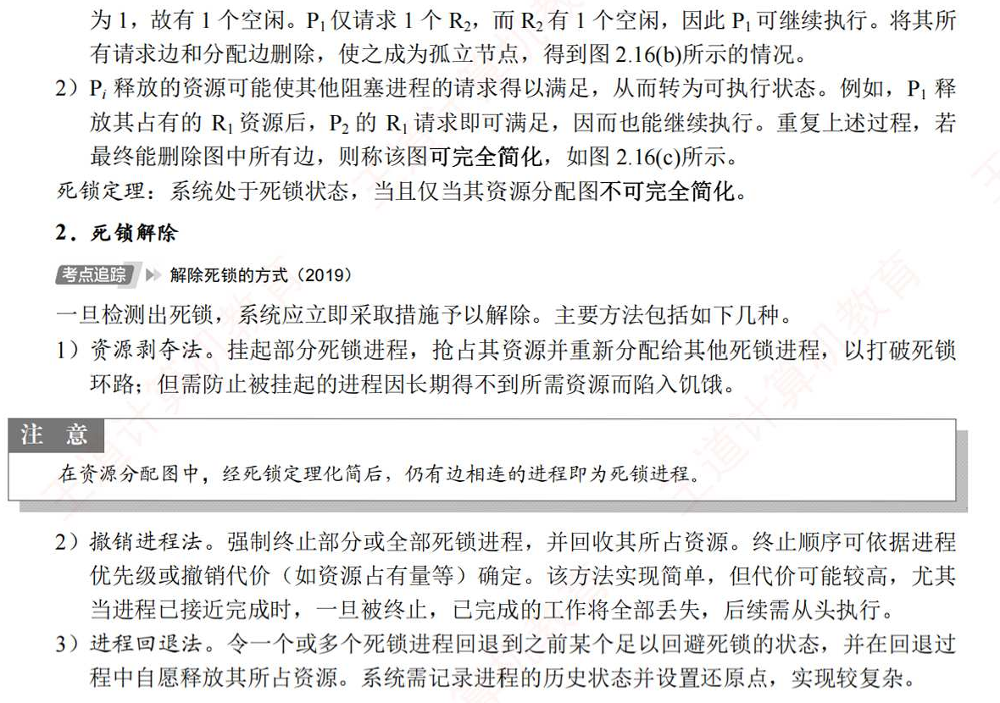 为 1，故有 1 个空闲。P1 仅请求 1 个 R2，而 R2 有 1 个空闲，因此 P1 可继续执行。将其所
有请求边和分配边删除，使之成为孤立节点，得到图 2.16(b)所示的情况。
2）Pi 释放的资源可能使其他阻塞进程的请求得以满足，从而转为可执行状态。例如，P1 释
放其占有的 R1 资源后，P2 的 R1 请求即可满足，因而也能继续执行。重复上述过程，若
最终能删除图中所有边，则称该图可完全简化，如图 2.16(c)所示。
死锁定理：系统处于死锁状态，当且仅当其资源分配图不可完全简化。
2．死锁解除
考点追踪 解除死锁的方式（2019）
一旦检测出死锁，系统应立即采取措施予以解除。主要方法包括如下几种。
1）资源剥夺法。挂起部分死锁进程，抢占其资源并重新分配给其他死锁进程，以打破死锁
环路；但需防止被挂起的进程因长期得不到所需资源而陷入饥饿。
注 意
在资源分配图中，经死锁定理化简后，仍有边相连的进程即为死锁进程。
2）撤销进程法。强制终止部分或全部死锁进程，并回收其所占资源。终止顺序可依据进程
优先级或撤销代价（如资源占有量等）确定。该方法实现简单，但代价可能较高，尤其
当进程已接近完成时，一旦被终止，已完成的工作将全部丢失，后续需从头执行。
3）进程回退法。令一个或多个死锁进程回退到之前某个足以回避死锁的状态，并在回退过
程中自愿释放其所占资源。系统需记录进程的历史状态并设置还原点，实现较复杂。
王道计算机教育
王道计算机教育